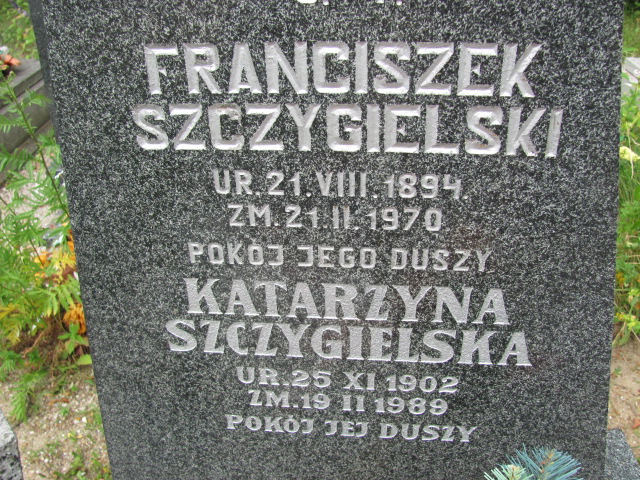 FRANCISZEK
SZCZYGIELSKI
UR.21.VIII.1894.
ZM.21.II.1970
POKÓJ JEGO DUSZY
KATARZYNA
SZCZYGIELSKA
UR.25 XI 1902
ZM.19 II 1989
POKÓJ JEJ DUSZY